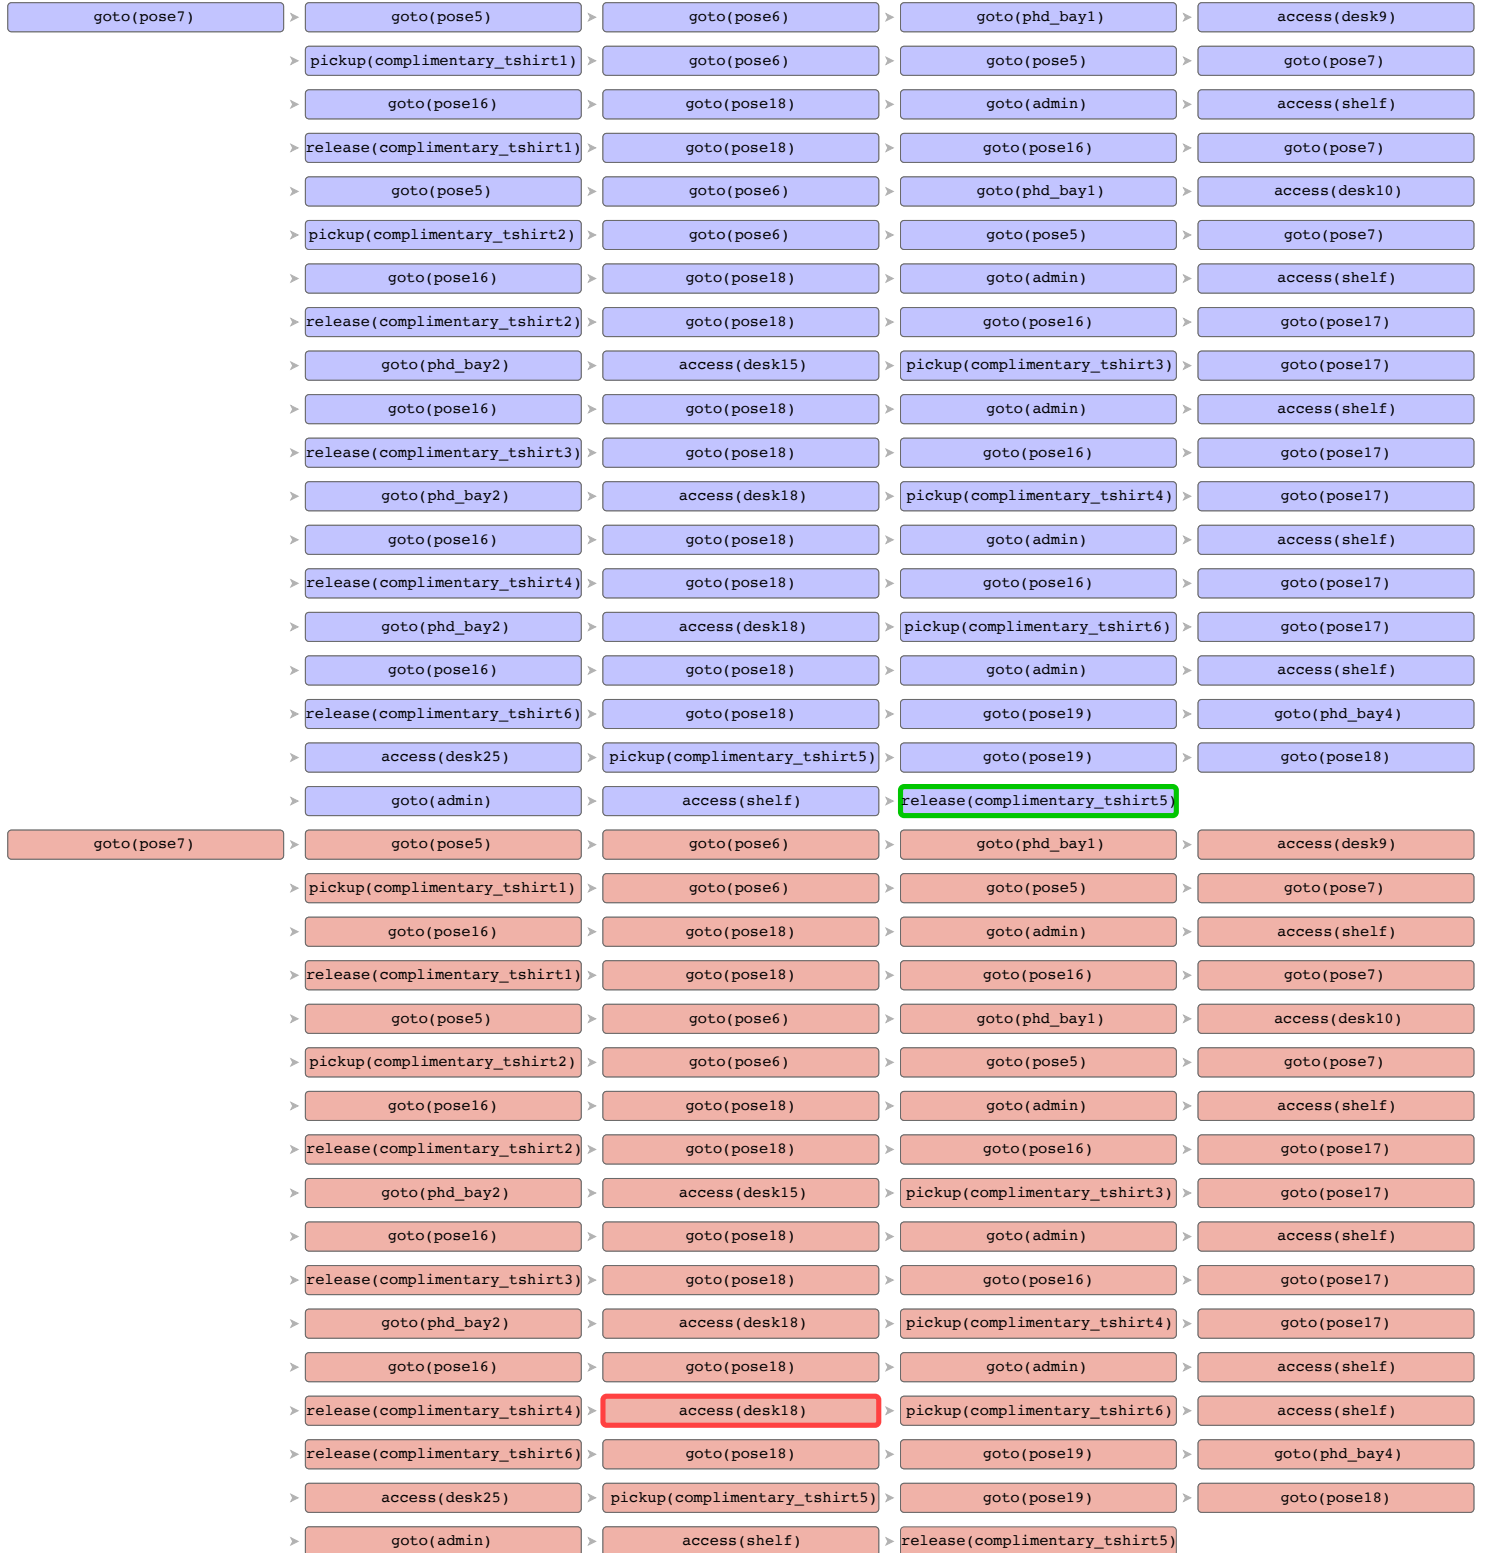 goto(pose7) goto(pose5) goto(pose6) goto(phd_bay1) access(desk9)
pickup(complimentary_tshirt1) goto(pose6) goto(pose5) goto(pose7)
goto(pose16) goto(pose18) goto(admin) access(shelf)
release(complimentary_tshirt1) goto(pose18) goto(pose16) goto(pose7)
goto(pose5) goto(pose6) goto(phd_bay1) access(desk10)
pickup(complimentary_tshirt2) goto(pose6) goto(pose5) goto(pose7)
goto(pose16) goto(pose18) goto(admin) access(shelf)
release(complimentary_tshirt2) goto(pose18) goto(pose16) goto(pose17)
goto(phd_bay2) access(desk15) pickup(complimentary_tshirt3) goto(pose17)
goto(pose16) goto(pose18) goto(admin) access(shelf)
release(complimentary_tshirt3) goto(pose18) goto(pose16) goto(pose17)
goto(phd_bay2) access(desk18) pickup(complimentary_tshirt4) goto(pose17)
goto(pose16) goto(pose18) goto(admin) access(shelf)
release(complimentary_tshirt4) goto(pose18) goto(pose16) goto(pose17)
goto(phd_bay2) access(desk18) pickup(complimentary_tshirt6) goto(pose17)
goto(pose16) goto(pose18) goto(admin) access(shelf)
release(complimentary_tshirt6) goto(pose18) goto(pose19) goto(phd_bay4)
access(desk25) pickup(complimentary_tshirt5) goto(pose19) goto(pose18)
goto(admin) access(shelf) release(complimentary_tshirt5)
goto(pose7) goto(pose5) goto(pose6) goto(phd_bay1) access(desk9)
pickup(complimentary_tshirt1) goto(pose6) goto(pose5) goto(pose7)
goto(pose16) goto(pose18) goto(admin) access(shelf)
release(complimentary_tshirt1) goto(pose18) goto(pose16) goto(pose7)
goto(pose5) goto(pose6) goto(phd_bay1) access(desk10)
pickup(complimentary_tshirt2) goto(pose6) goto(pose5) goto(pose7)
goto(pose16) goto(pose18) goto(admin) access(shelf)
release(complimentary_tshirt2) goto(pose18) goto(pose16) goto(pose17)
goto(phd_bay2) access(desk15) pickup(complimentary_tshirt3) goto(pose17)
goto(pose16) goto(pose18) goto(admin) access(shelf)
release(complimentary_tshirt3) goto(pose18) goto(pose16) goto(pose17)
goto(phd_bay2) access(desk18) pickup(complimentary_tshirt4) goto(pose17)
goto(pose16) goto(pose18) goto(admin) access(shelf)
release(complimentary_tshirt4) access(desk18) pickup(complimentary_tshirt6) access(shelf)
release(complimentary_tshirt6) goto(pose18) goto(pose19) goto(phd_bay4)
access(desk25) pickup(complimentary_tshirt5) goto(pose19) goto(pose18)
goto(admin) access(shelf) release(complimentary_tshirt5)